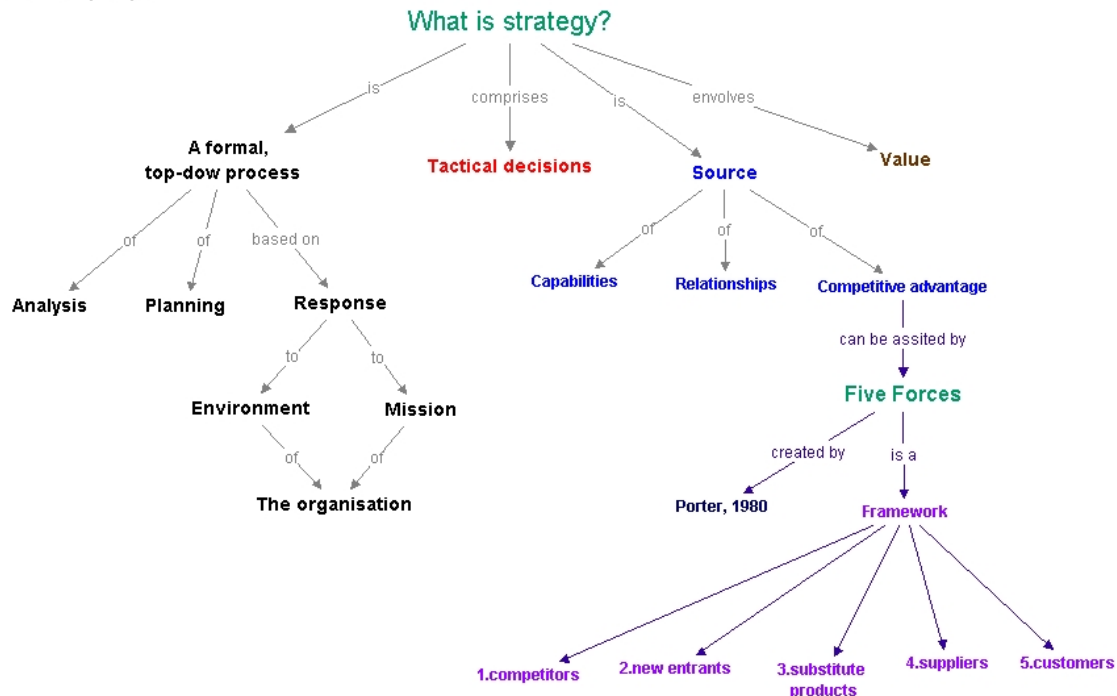 What is strategy?
is
comprises
is
envolves
A formal,
top-dow process
Tactical decisions
Source
Value
of
of
based on
of
of
of
Analysis
Planning
Response
Capabilities
Relationships
Competitive advantage
to
to
can be assited by
Environment
Mission
Five Forces
of
of
created by
is a
The organisation
Porter, 1980
Framework
1.competitors
2.new entrants
3.substitute
products
4.suppliers
5.customers